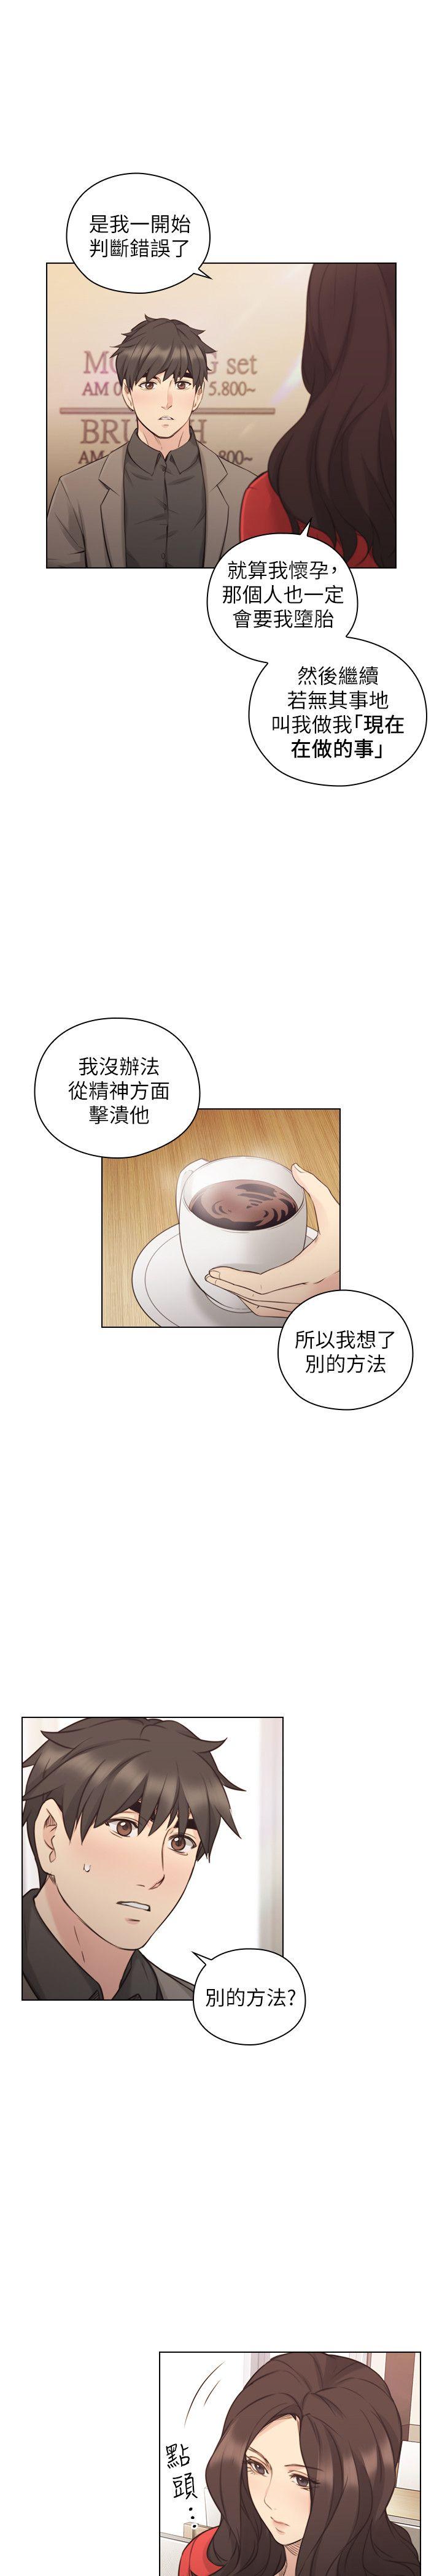 是我一開始
判斷錯誤了
MO
G set
AM 0
5.800~
BRU
H
AM
800~
就算我懷孕，
那個人也一定
會要我墮胎
然後繼續
若無其事地
叫我做我「現在
在做的事」
我沒辦法
從精神方面
擊潰他
所以我想了
別的方法
別的方法?
點頭⋯